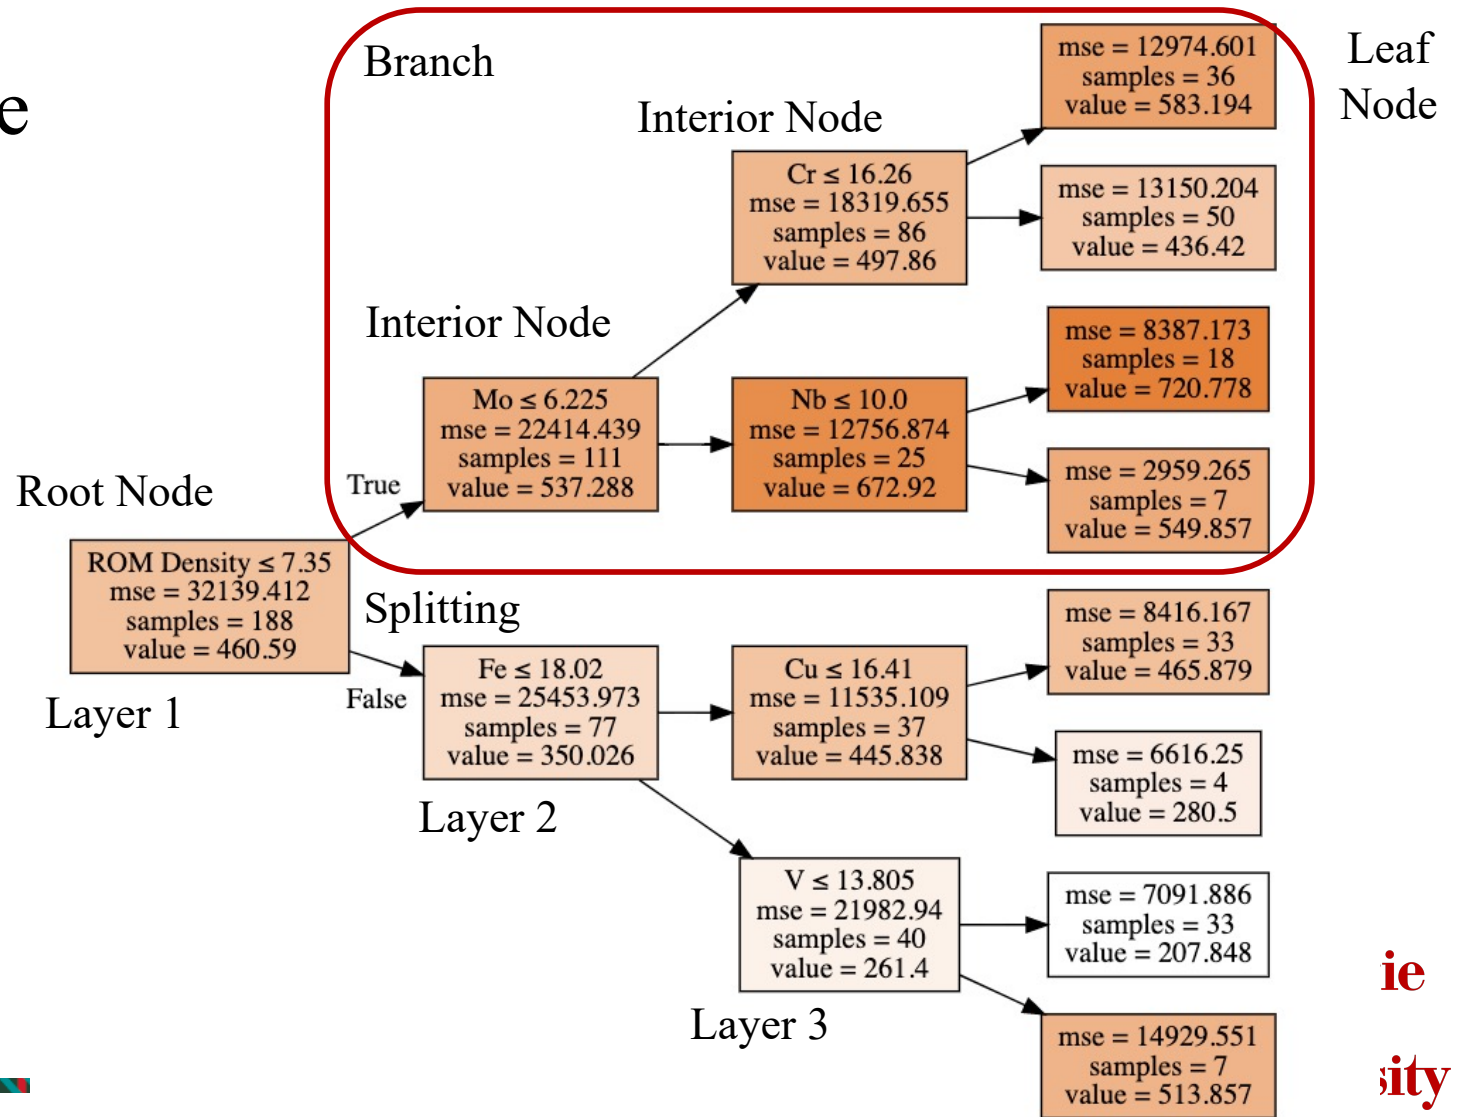 e
Branch
Interior Node
Leaf
Node
mse = 12974.601
samples = 36
value = 583.194
Cr ≤ 16.26
mse = 18319.655
samples = 86
value = 497.86
mse = 13150.204
samples = 50
value = 436.42
Interior Node
Mo ≤ 6.225
mse = 22414.439
samples = 111
value = 537.288
Nb ≤ 10.0
mse = 12756.874
samples = 25
value = 672.92
mse = 8387.173
samples = 18
value = 720.778
mse = 2959.265
samples = 7
value = 549.857
Root Node
True
ROM Density ≤ 7.35
mse = 32139.412
samples = 188
value = 460.59
Layer 1
False
Splitting
Fe ≤ 18.02
mse = 25453.973
samples = 77
value = 350.026
Layer 2
Cu ≤ 16.41
mse = 11535.109
samples = 37
value = 445.838
mse = 8416.167
samples = 33
value = 465.879
mse = 6616.25
samples = 4
value = 280.5
V ≤ 13.805
mse = 21982.94
samples = 40
value = 261.4
Layer 3
mse = 7091.886
samples = 33
value = 207.848
mse = 14929.551
samples = 7
value = 513.857
ie
sity